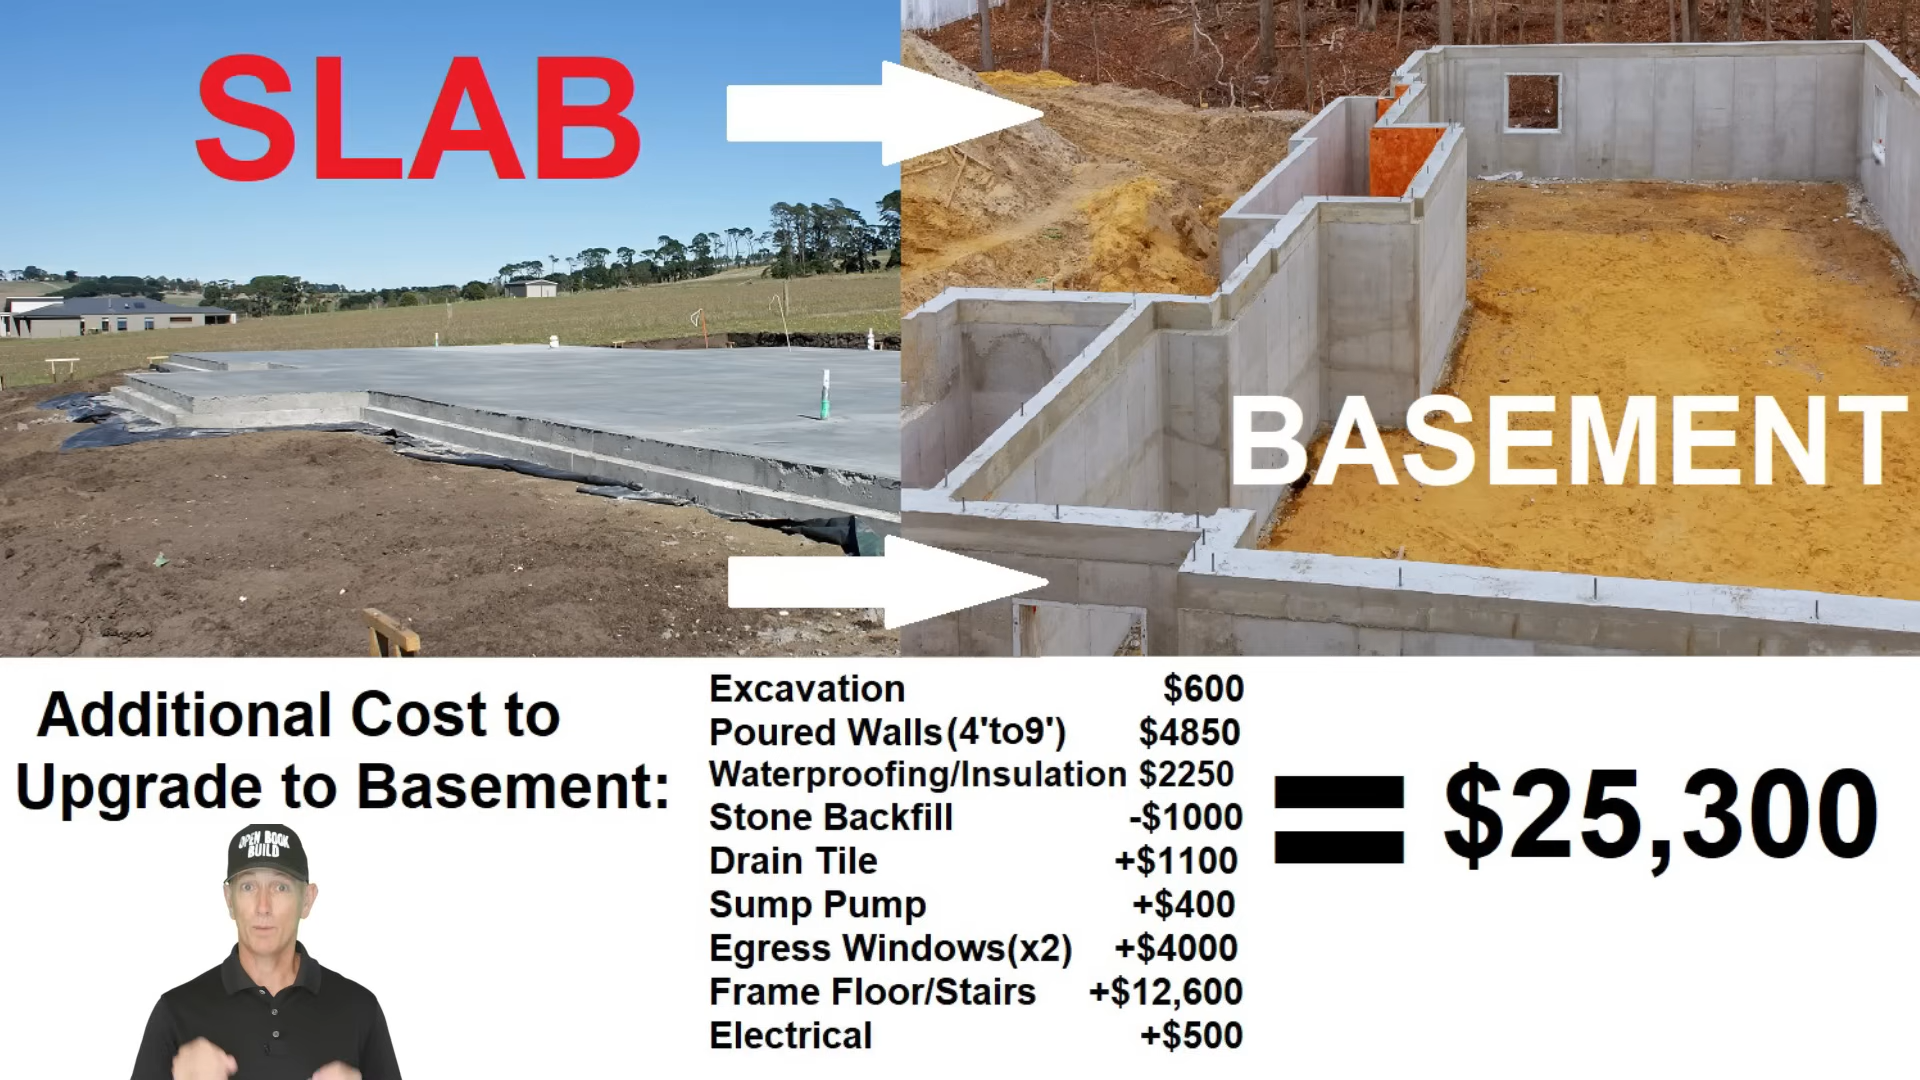 SLAB
BASEMENT
Additional Cost to
Upgrade to Basement:
OPEN BOOK
BUILD
Excavation $600
Poured Walls(4'to9') $4850
Waterproofing/Insulation $2250
Stone Backfill -$1000
Drain Tile +$1100
Sump Pump +$400
Egress Windows(x2) +$4000
Frame Floor/Stairs +$12,600
Electrical +$500
= $25,300